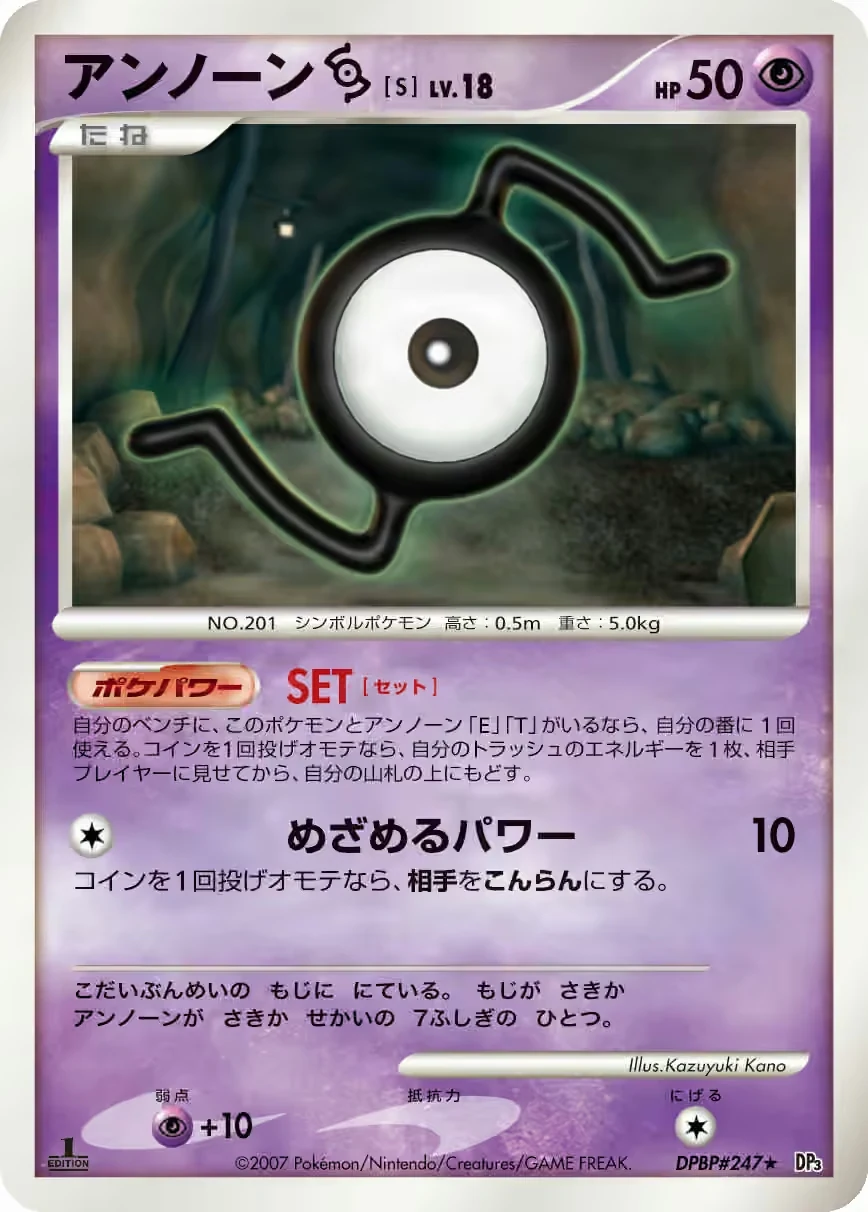 アンノーン [S] LV.18 HP 50
たね
NO.201 シンボルポケモン 高さ:0.5m 重さ:5.0kg
ポケパワー SET [セット]
自分のベンチに、このポケモンとアンノーン「E」「T」がいるなら、自分の番に1回
使える。コインを1回投げオモテなら、自分のトラッシュのエネルギーを1枚、相手
プレイヤーに見せてから、自分の山札の上にもどす。
めざめるパワー 10
コインを1回投げオモテなら、相手をこんらんにする。
こだいぶんめいの もじに にている。 もじが さきか
アンノーンが さきか せかいの 7ふしぎの ひとつ。
Illus.Kazuyuki Kano
弱点 抵抗力 にげる
+10
1 EDITION ©2007 Pokémon/Nintendo/Creatures/GAME FREAK. DPBP#247★ DP3